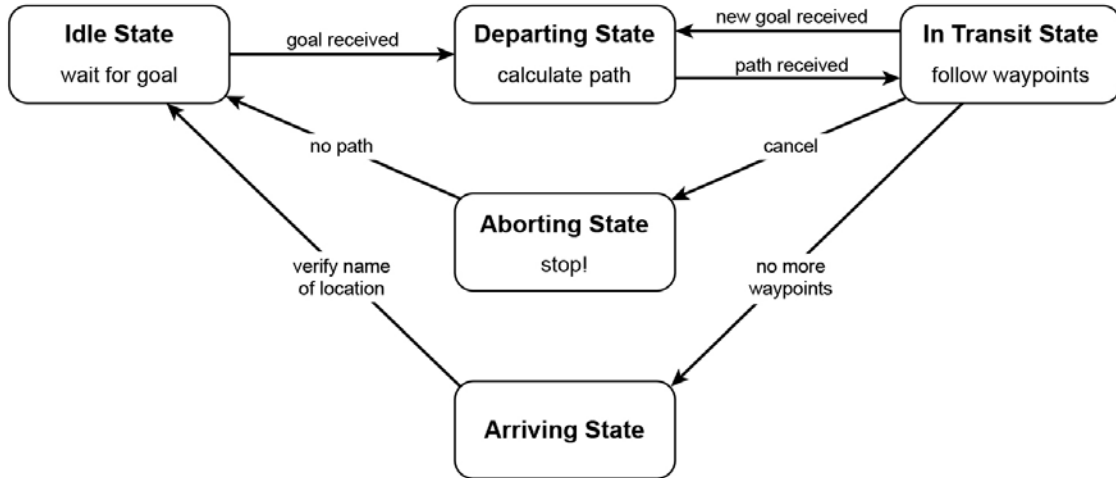 Idle State
wait for goal
goal received
Departing State
calculate path
new goal received
path received
In Transit State
follow waypoints
no path
cancel
Aborting State
stop!
verify name
of location
no more
waypoints
Arriving State